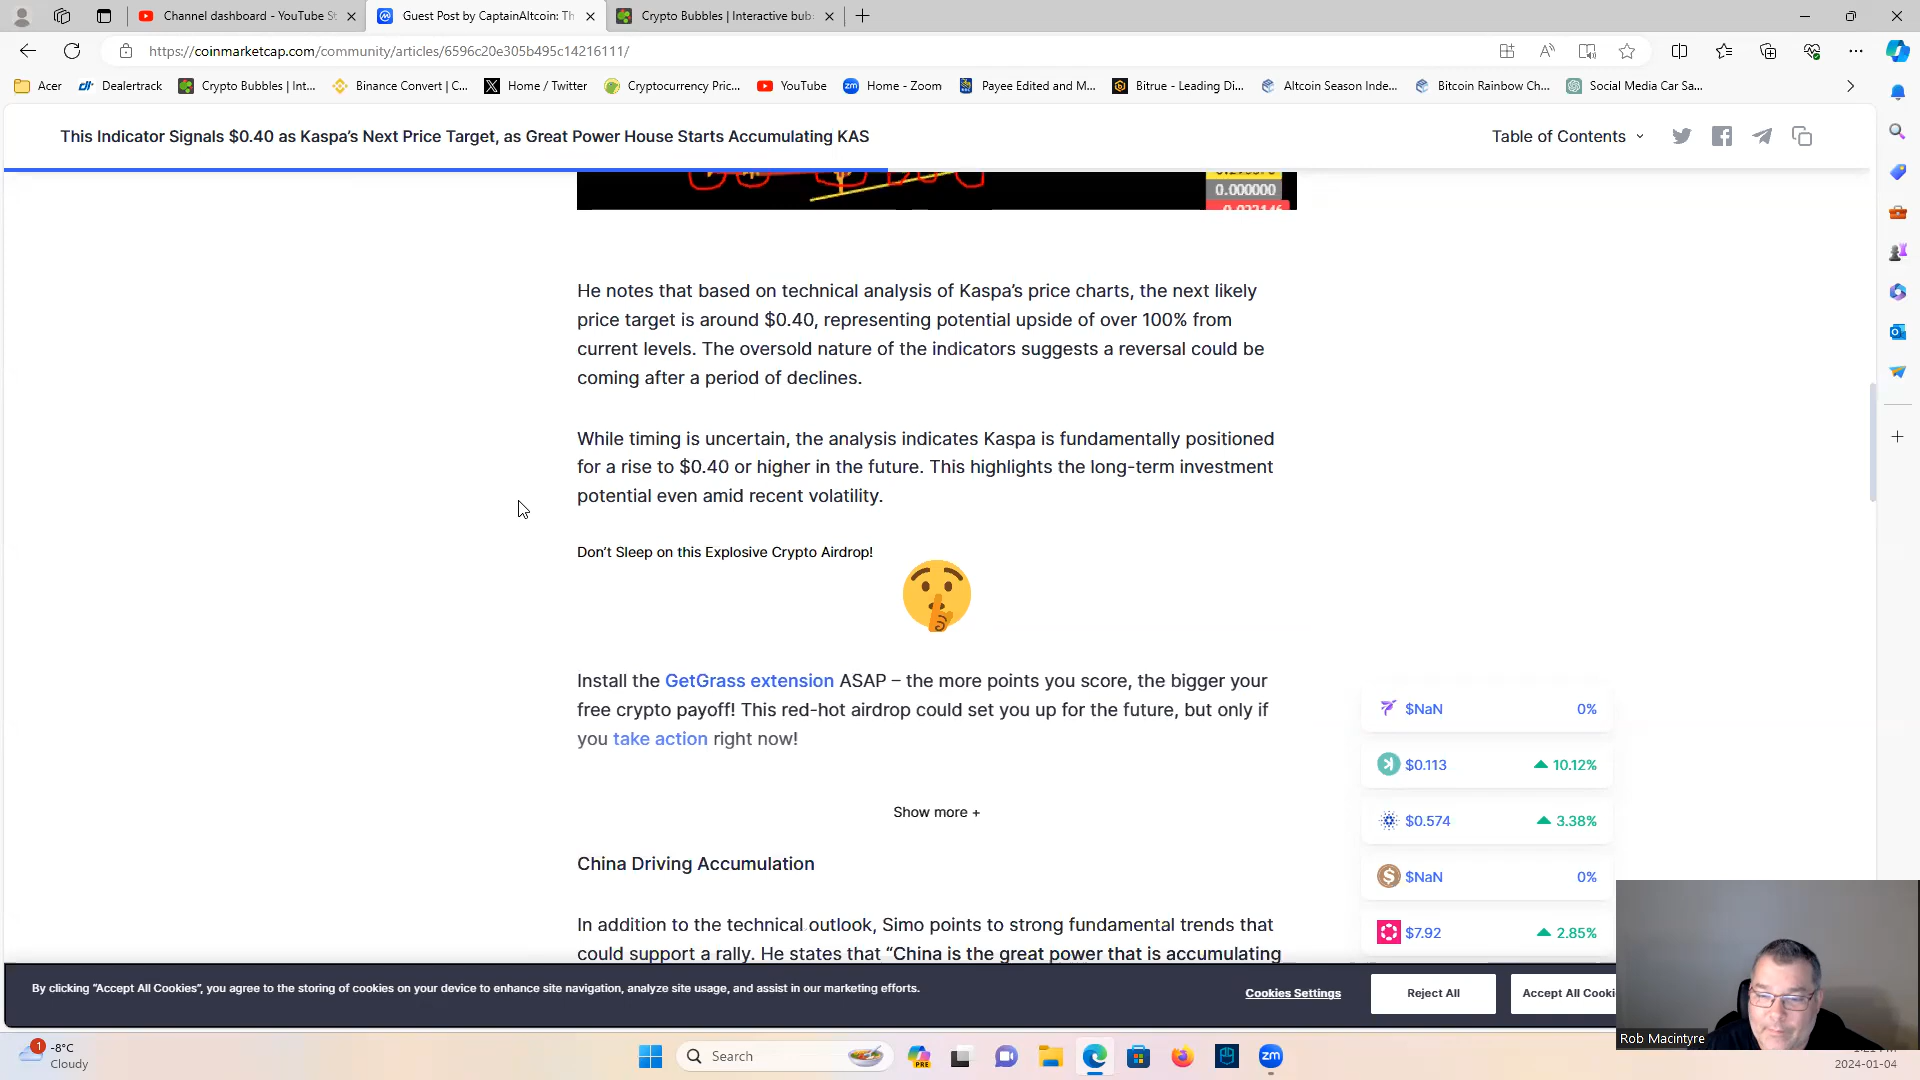 Channel dashboard - YouTube St
Guest Post by CaptainAltcoin: Th
Crypto Bubbles | Interactive bub
https://coinmarketcap.com/community/articles/6596c20e305b495c14216111/
Acer
Dealertrack
Crypto Bubbles | Int...
Binance Convert | C...
Home / Twitter
Cryptocurrency Pric...
YouTube
Home - Zoom
Payee Edited and M...
Bitrue - Leading Di...
Altcoin Season Inde...
Bitcoin Rainbow Ch...
Social Media Car Sa...
This Indicator Signals $0.40 as Kaspa's Next Price Target, as Great Power House Starts Accumulating KAS
Table of Contents
0.000000
He notes that based on technical analysis of Kaspa's price charts, the next likely
price target is around $0.40, representing potential upside of over 100% from
current levels. The oversold nature of the indicators suggests a reversal could be
coming after a period of declines.
While timing is uncertain, the analysis indicates Kaspa is fundamentally positioned
for a rise to $0.40 or higher in the future. This highlights the long-term investment
potential even amid recent volatility.
Don't Sleep on this Explosive Crypto Airdrop!
Install the GetGrass extension ASAP – the more points you score, the bigger your
free crypto payoff! This red-hot airdrop could set you up for the future, but only if
you take action right now!
Show more +
China Driving Accumulation
In addition to the technical outlook, Simo points to strong fundamental trends that
could support a rally. He states that “China is the great power that is accumulating
$NaN 0%
$0.113 10.12%
$0.574 3.38%
$NaN 0%
$7.92 2.85%
By clicking “Accept All Cookies”, you agree to the storing of cookies on your device to enhance site navigation, analyze site usage, and assist in our marketing efforts.
Cookies Settings
Reject All
Accept All Cooki
Rob Macintyre
1
-8°C
Cloudy
Search
PRE
zm
2024-01-04